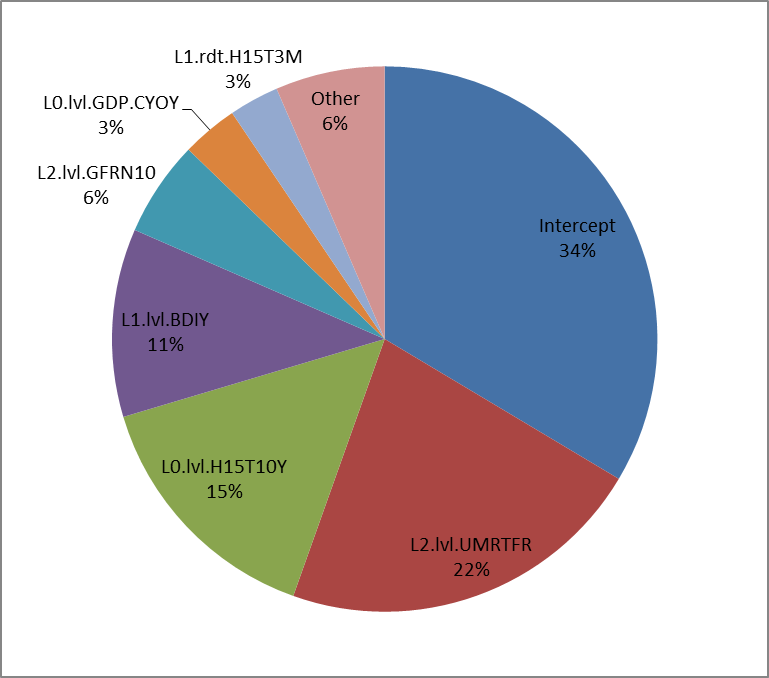 L1.rdt.H15T3M
3%
L0.lvl.GDP.CYOY
3%
L2.lvl.GFRN10
6%
Other
6%
Intercept
34%
L1.lvl.BDIY
11%
L0.lvl.H15T10Y
15%
L2.lvl.UMRTFR
22%